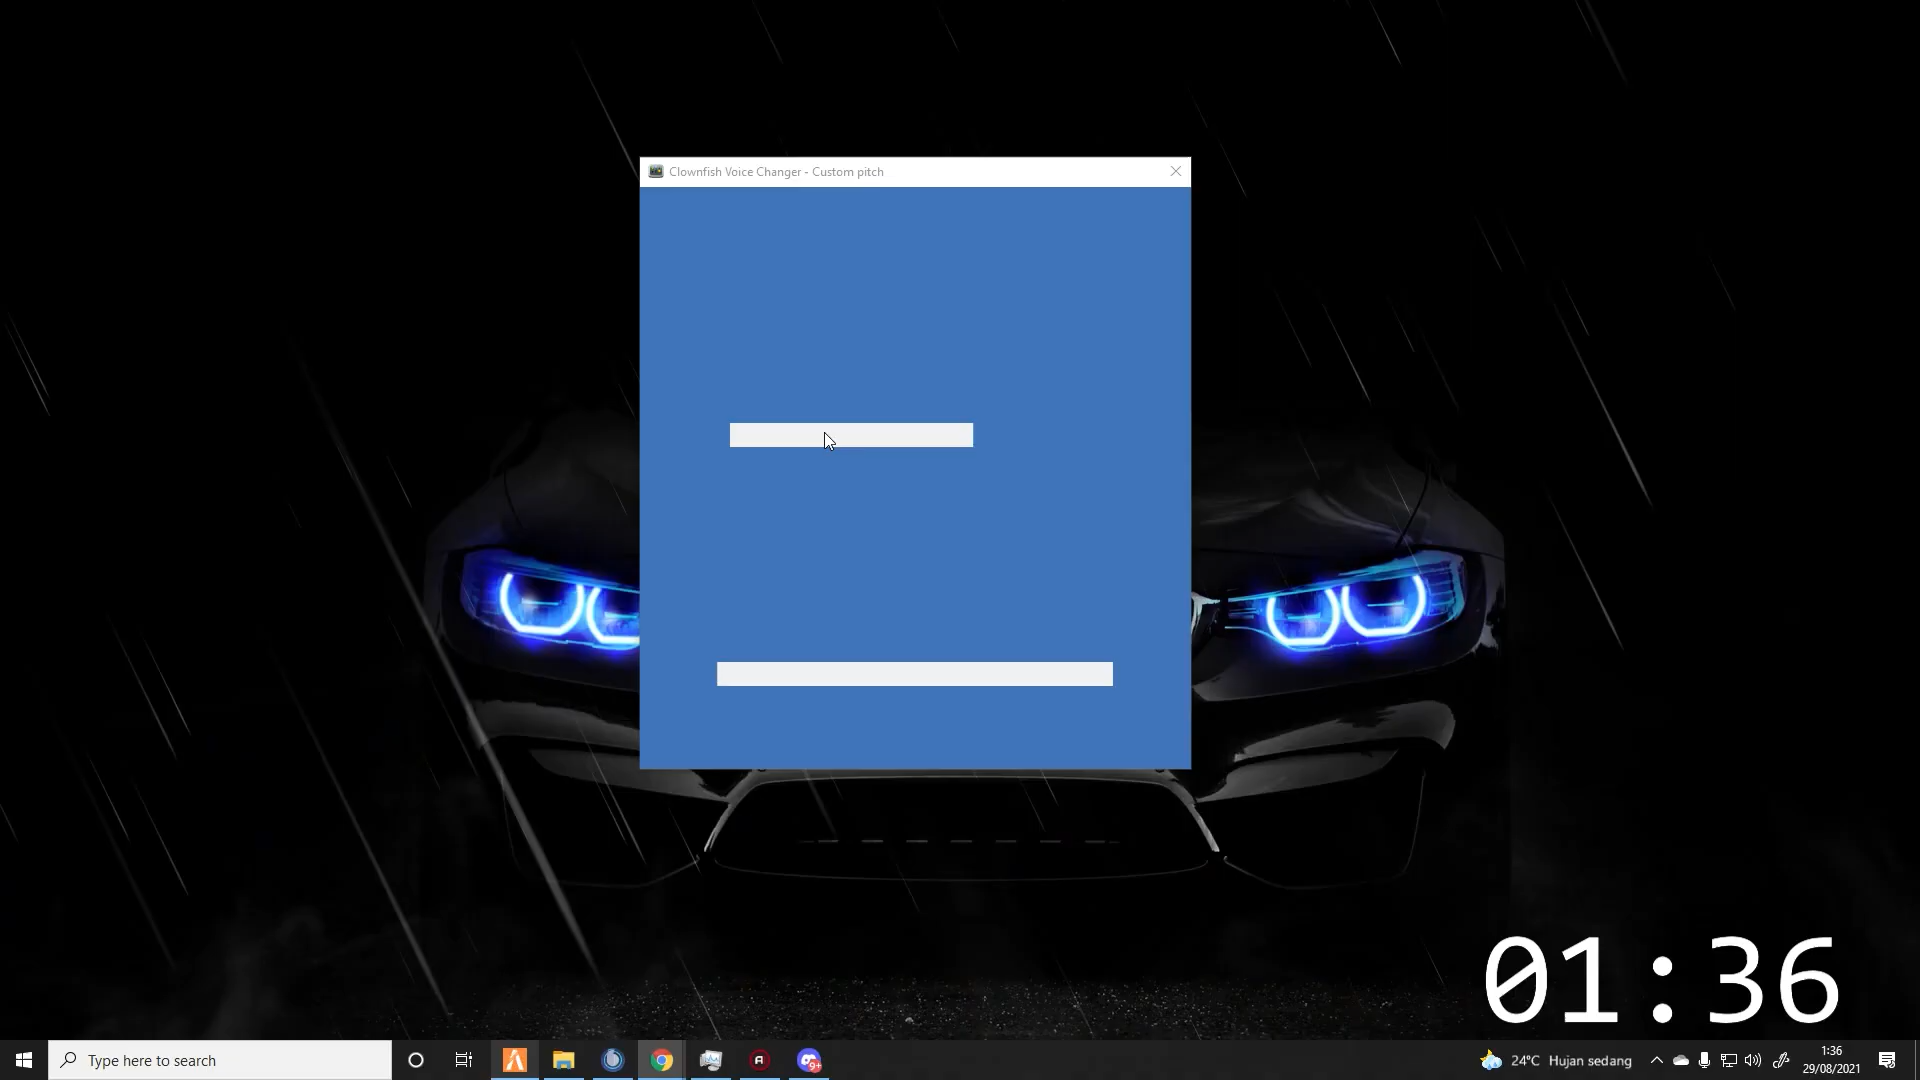 Clownfish Voice Changer - Custom pitch
01:36
Type here to search
9+
24°C Hujan sedang
1:36
29/08/2021